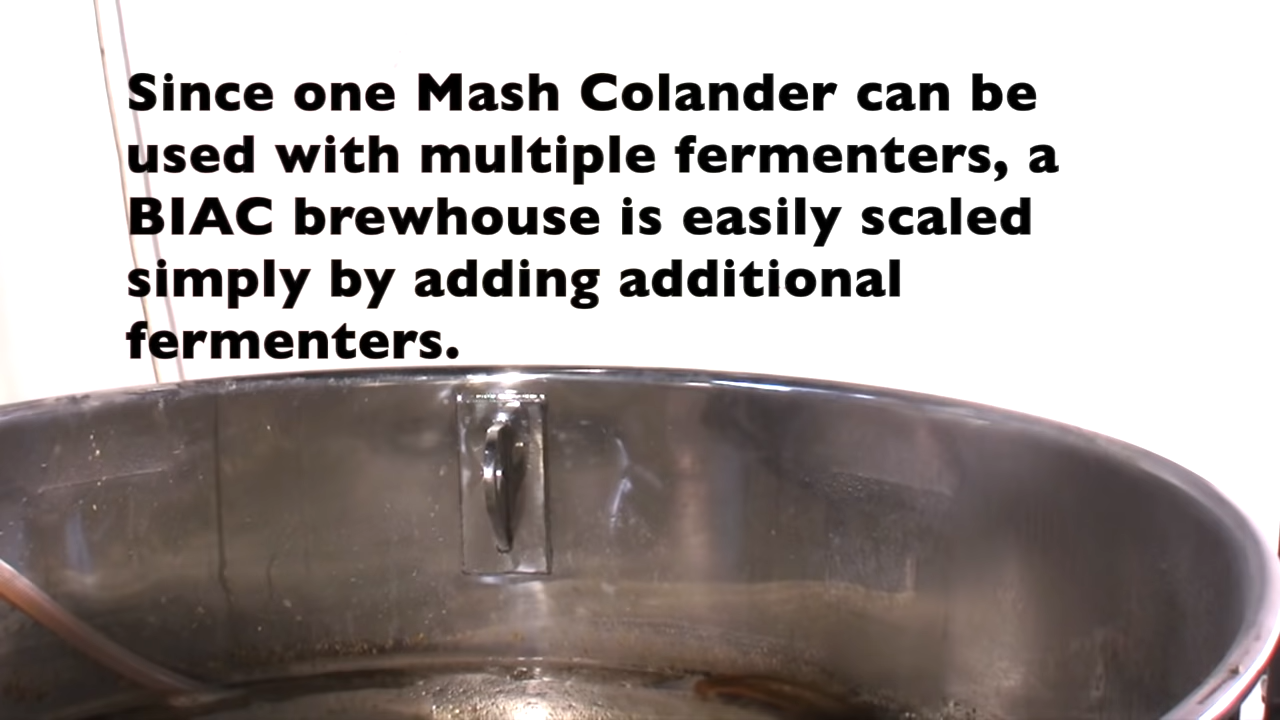 Since one Mash Colander can be
used with multiple fermenters, a
BIAC brewhouse is easily scaled
simply by adding additional
fermenters.